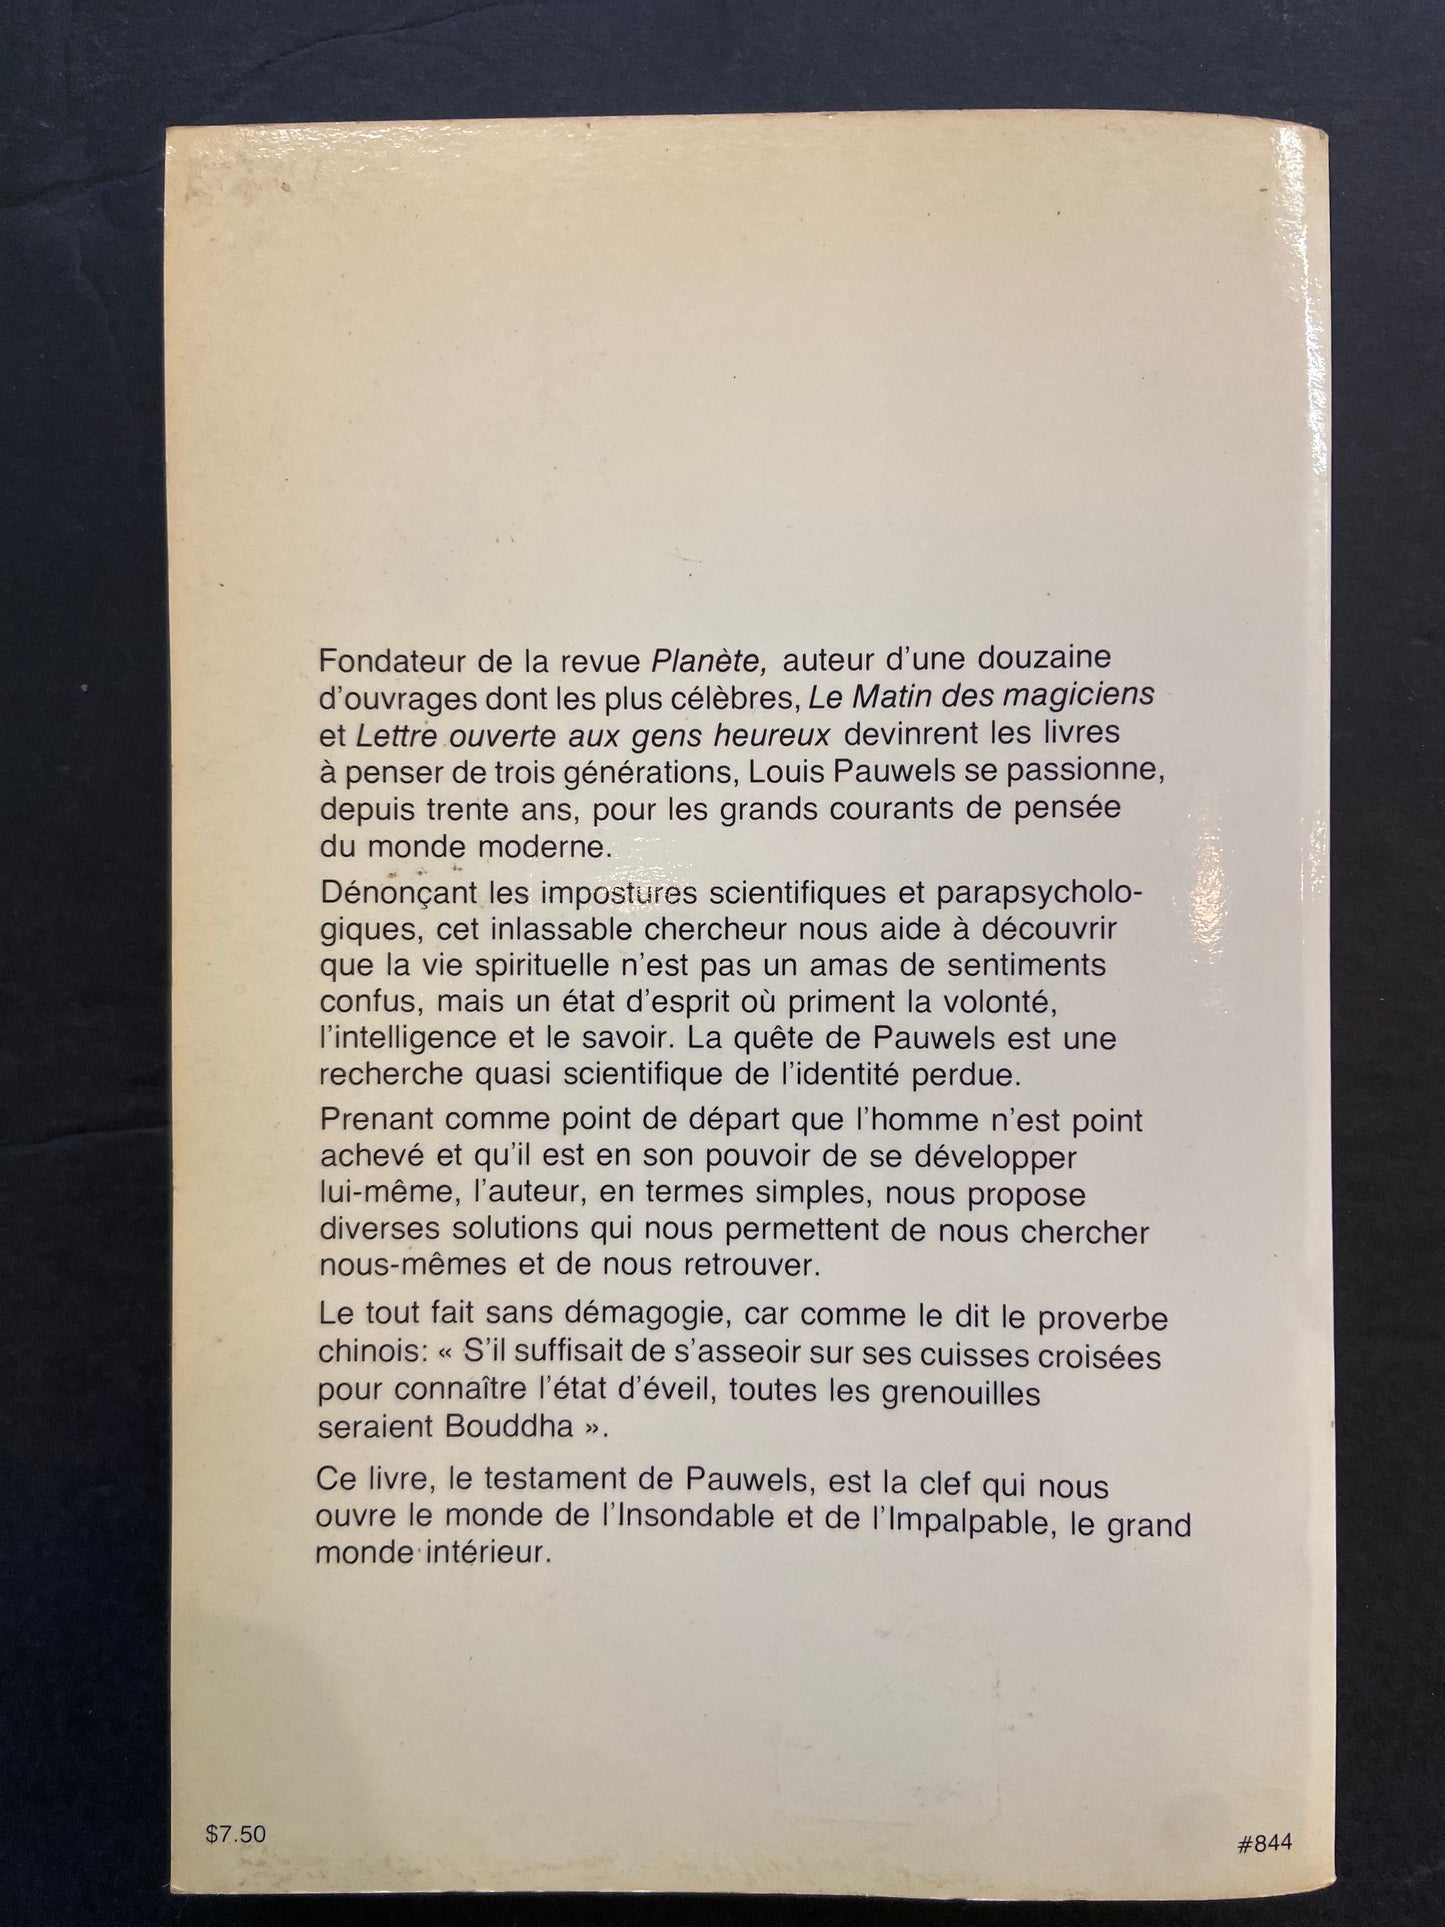 Fondateur de la revue Planète, auteur d'une douzaine
d'ouvrages dont les plus célèbres, Le Matin des magiciens
et Lettre ouverte aux gens heureux devinrent les livres
à penser de trois générations, Louis Pauwels se passionne,
depuis trente ans, pour les grands courants de pensée
du monde moderne.
Dénonçant les impostures scientifiques et parapsycholo-
giques, cet inlassable chercheur nous aide à découvrir
que la vie spirituelle n'est pas un amas de sentiments
confus, mais un état d'esprit où priment la volonté,
l'intelligence et le savoir. La quête de Pauwels est une
recherche quasi scientifique de l'identité perdue.
Prenant comme point de départ que l'homme n'est point
achevé et qu'il est en son pouvoir de se développer
lui-même, l'auteur, en termes simples, nous propose
diverses solutions qui nous permettent de nous chercher
nous-mêmes et de nous retrouver.
Le tout fait sans démagogie, car comme le dit le proverbe
chinois: « S'il suffisait de s'asseoir sur ses cuisses croisées
pour connaître l'état d'éveil, toutes les grenouilles
seraient Bouddha ».
Ce livre, le testament de Pauwels, est la clef qui nous
ouvre le monde de l'Insondable et de l'Impalpable, le grand
monde intérieur.
$7.50
#844